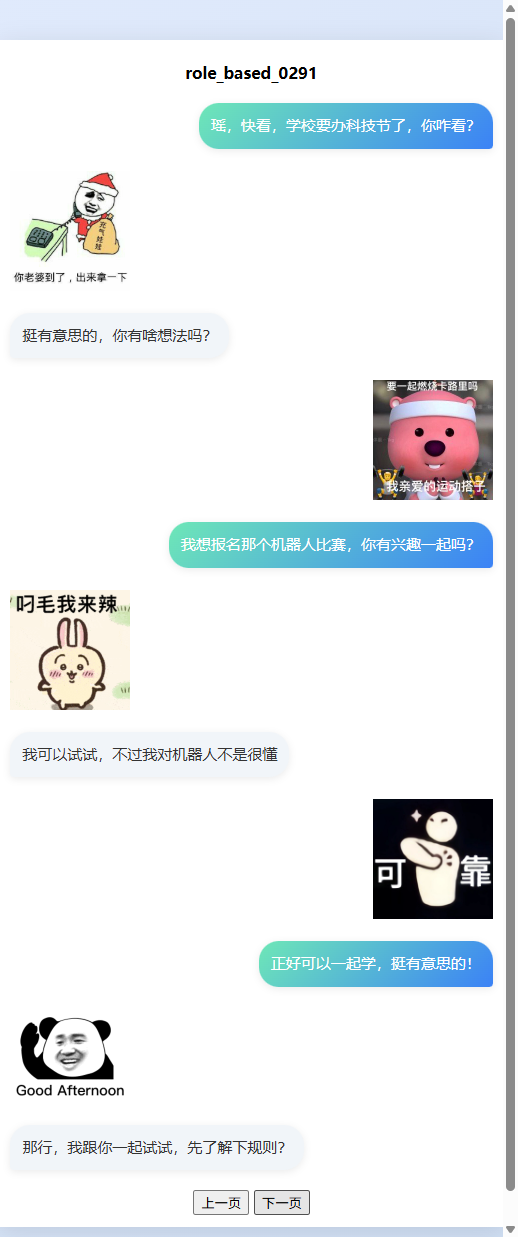 role_based_0291
瑶，快看，学校要办科技节了，你咋看？
充气娃娃
你老婆到了，出来拿一下
挺有意思的，你有啥想法吗？
要一起燃烧卡路里吗
我亲爱的运动搭子
我想报名那个机器人比赛，你有兴趣一起吗？
叼毛我来辣
我可以试试，不过我对机器人不是很懂
可靠
正好可以一起学，挺有意思的！
Good Afternoon
那行，我跟你一起试试，先了解下规则？
上一页 下一页